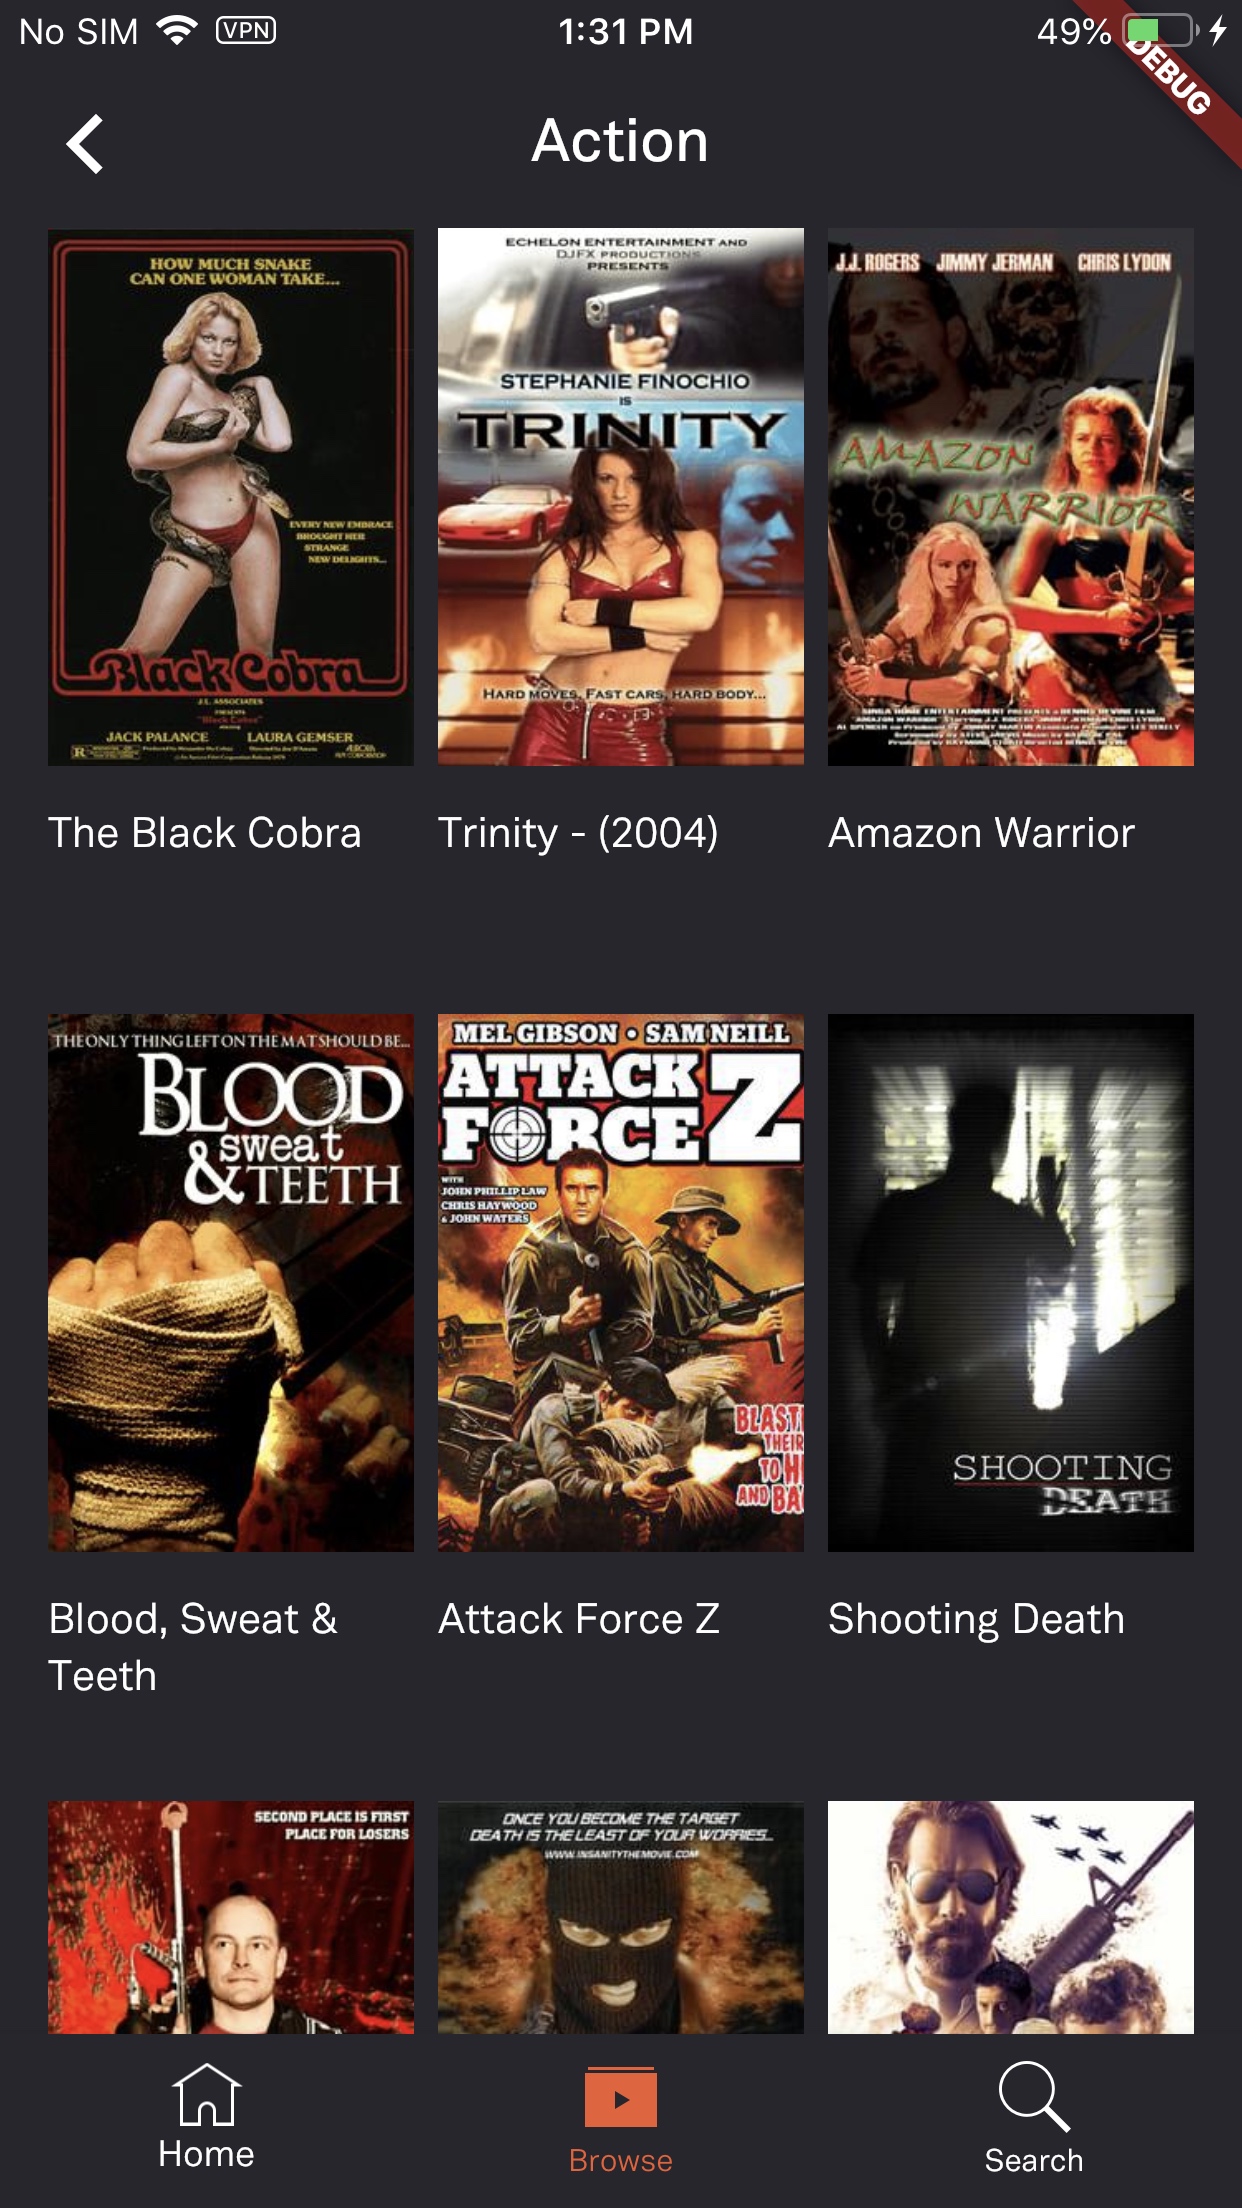 No SIM VPN 1:31 PM 49%
DEBUG
Action
HOW MUCH SNAKE
CAN ONE WOMAN TAKE...
EVERY NEW EMBRACE
BROUGHT HER
STRANGE
NEW DELIGHTS...
Black Cobra
J.L. ASSOCIATES
PRESENTS
"Black Cobra"
JACK PALANCE LAURA GEMSER
R
ECHELON ENTERTAINMENT AND
DJFX PRODUCTIONS
PRESENTS
STEPHANIE FINOCHIO
IS
TRINITY
HARD MOVES, FAST CARS, HARD BODY...
J.J. ROGERS JIMMY JERMAN CHRIS LYDON
AMAZON
WARRIOR
The Black Cobra
Trinity - (2004)
Amazon Warrior
THE ONLY THING LEFT ON THE MAT SHOULD BE...
BLOOD
sweat
& TEETH
MEL GIBSON • SAM NEILL
ATTACK
FORCE Z
WITH
JOHN PHILLIP LAW
CHRIS HAYWOOD
& JOHN WATERS
BLAST
THEIR
TO H
AND BA
SHOOTING
DEATH
Blood, Sweat &
Teeth
Attack Force Z
Shooting Death
SECOND PLACE IS FIRST
PLACE FOR LOSERS
ONCE YOU BECOME THE TARGET
DEATH IS THE LEAST OF YOUR WORRIES...
WWW.INSANITYTHEMOVIE.COM
Home
Browse
Search